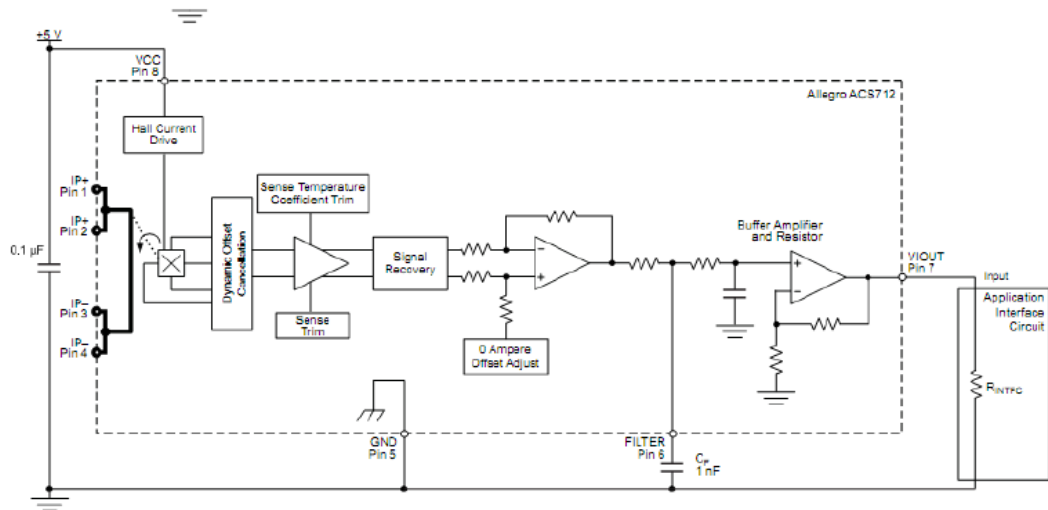 +5 V
VCC
Pin 8
Allegro ACS712
Hall Current
Drive
IP+
Pin 1
IP+
Pin 2
IP–
Pin 3
IP–
Pin 4
0.1 µF
Dynamic Offset
Cancellation
Sense Temperature
Coefficient Trim
Sense
Trim
Signal
Recovery
0 Ampere
Offset Adjust
Buffer Amplifier
and Resistor
VIOUT
Pin 7
Input
Application
Interface
Circuit
RINTFC
GND
Pin 5
FILTER
Pin 6
CF
1 nF